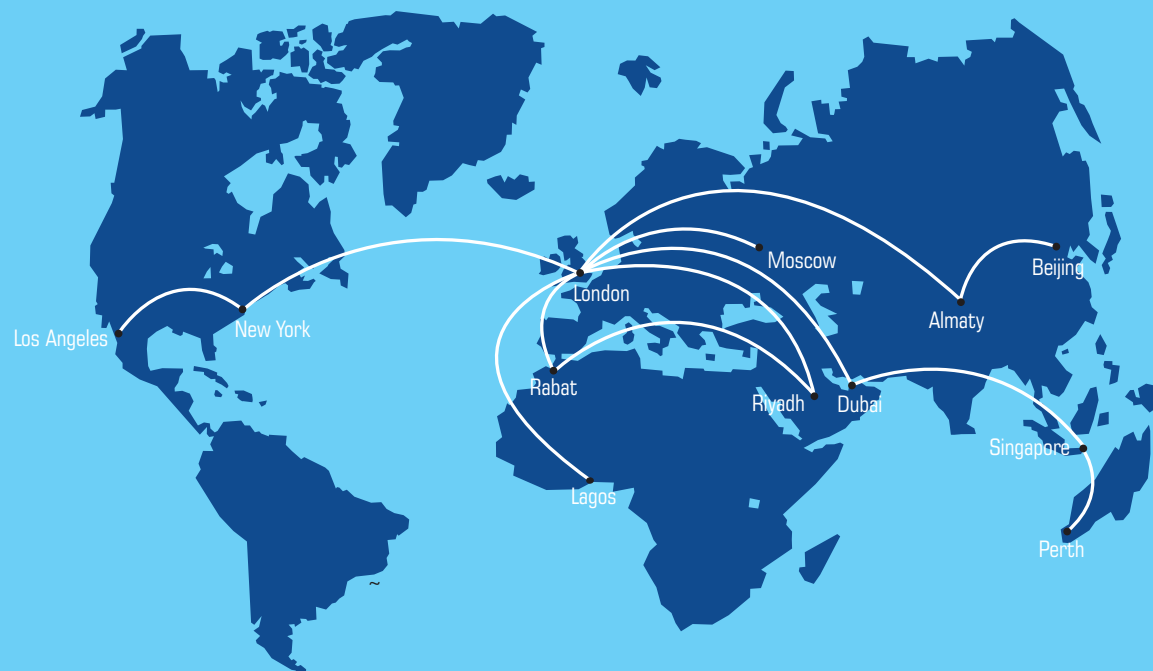 Moscow
Beijing
London
Almaty
New York
Los Angeles
Rabat
Riyadh
Dubai
Singapore
Lagos
Perth
~